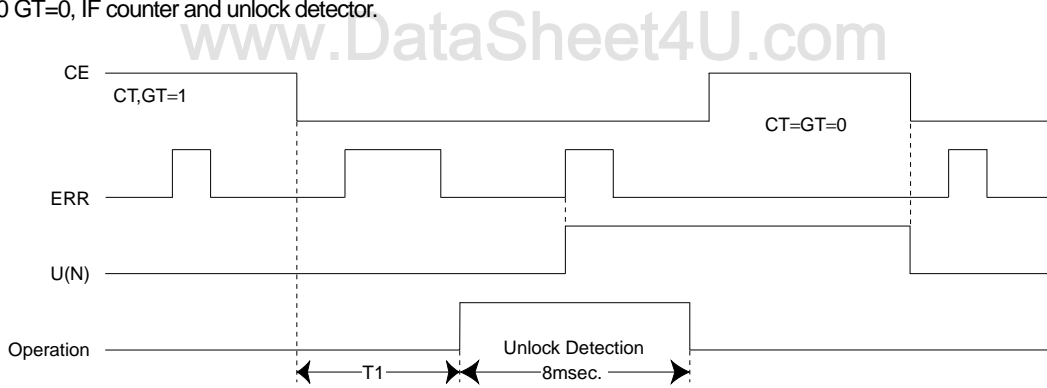 0 GT=0, IF counter and unlock detector.
www.DataSheet4U.com
CE
CT,GT=1
CT=GT=0
ERR
U(N)
Operation
Unlock Detection
T1
8msec.